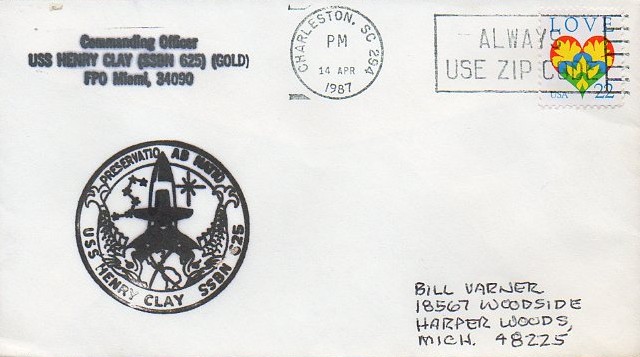 Commanding Officer
USS HENRY CLAY (SSBN 625) (GOLD)
FPO Miami, 34090
CHARLESTON, SC 294
PM
14 APR
1987
ALWAYS
USE ZIP CODE
LOVE
USA 22
PRESERVATIO AB
USS HENRY CLAY SSBN 625
BILL VARNER
18567 WOODSIDE
HARPER WOODS,
MICH. 48225